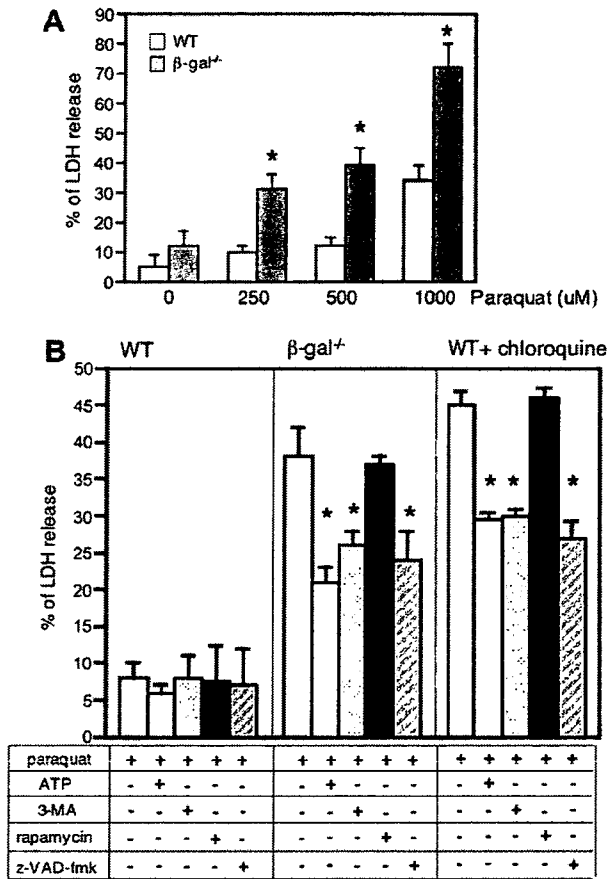 A
WT
β-gal-/-
% of LDH release
90
80
70
60
50
40
30
20
10
0
* * *
0 250 500 1000 Paraquat (uM)
B
WT β-gal-/- WT+ chloroquine
% of LDH release
50
45
40
35
30
25
20
15
10
5
0
* * * * * *
paraquat + + + + + + + + + + + + + + +
ATP - + - - - - + - - - - + - - -
3-MA - - + - - - - + - - - - + - -
rapamycin - - - + - - - - + - - - - + -
z-VAD-fmk - - - - + - - - - + - - - - +